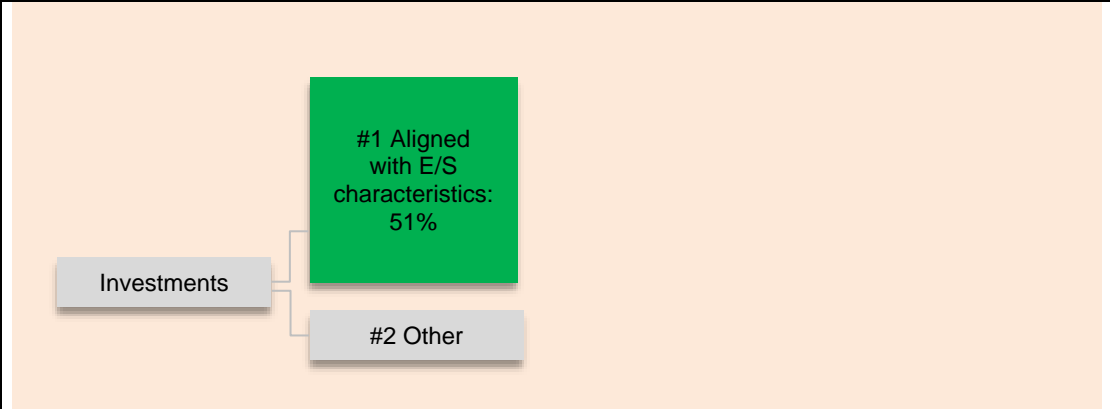 #1 Aligned
with E/S
characteristics:
51%
Investments
#2 Other